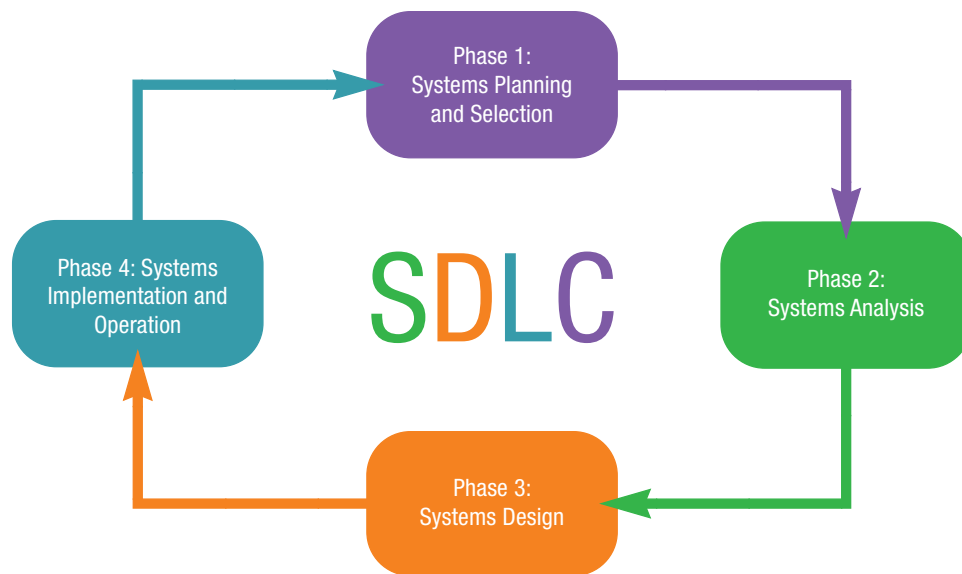 Phase 1:
Systems Planning
and Selection
Phase 4: Systems
Implementation and
Operation
SDLC
Phase 2:
Systems Analysis
Phase 3:
Systems Design